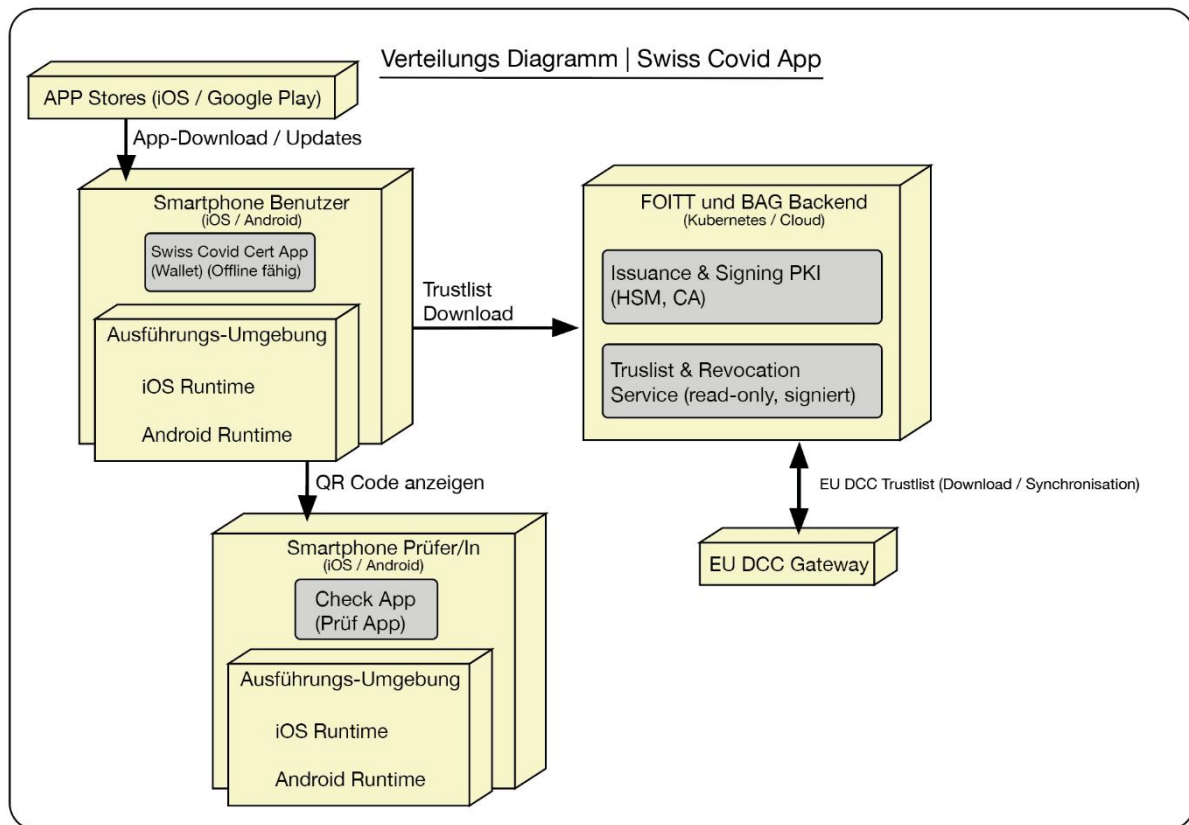 Verteilungs Diagramm | Swiss Covid App
APP Stores (iOS / Google Play)
App-Download / Updates
Smartphone Benutzer
(iOS / Android)
Swiss Covid Cert App
(Wallet) (Offline fähig)
Ausführungs-Umgebung
iOS Runtime
Android Runtime
Trustlist
Download
FOITT und BAG Backend
(Kubernetes / Cloud)
Issuance & Signing PKI
(HSM, CA)
Truslist & Revocation
Service (read-only, signiert)
QR Code anzeigen
EU DCC Trustlist (Download / Synchronisation)
EU DCC Gateway
Smartphone Prüfer/In
(iOS / Android)
Check App
(Prüf App)
Ausführungs-Umgebung
iOS Runtime
Android Runtime